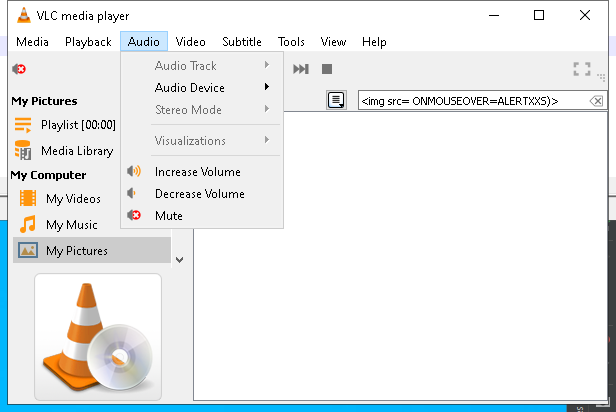 VLC media player
Media Playback Audio Video Subtitle Tools View Help
Audio Track
Audio Device
Stereo Mode
Visualizations
Increase Volume
Decrease Volume
Mute
<img src= ONMOUSEOVER=ALERTXXS)>
My Pictures
Playlist [00:00]
Media Library
My Computer
My Videos
My Music
My Pictures